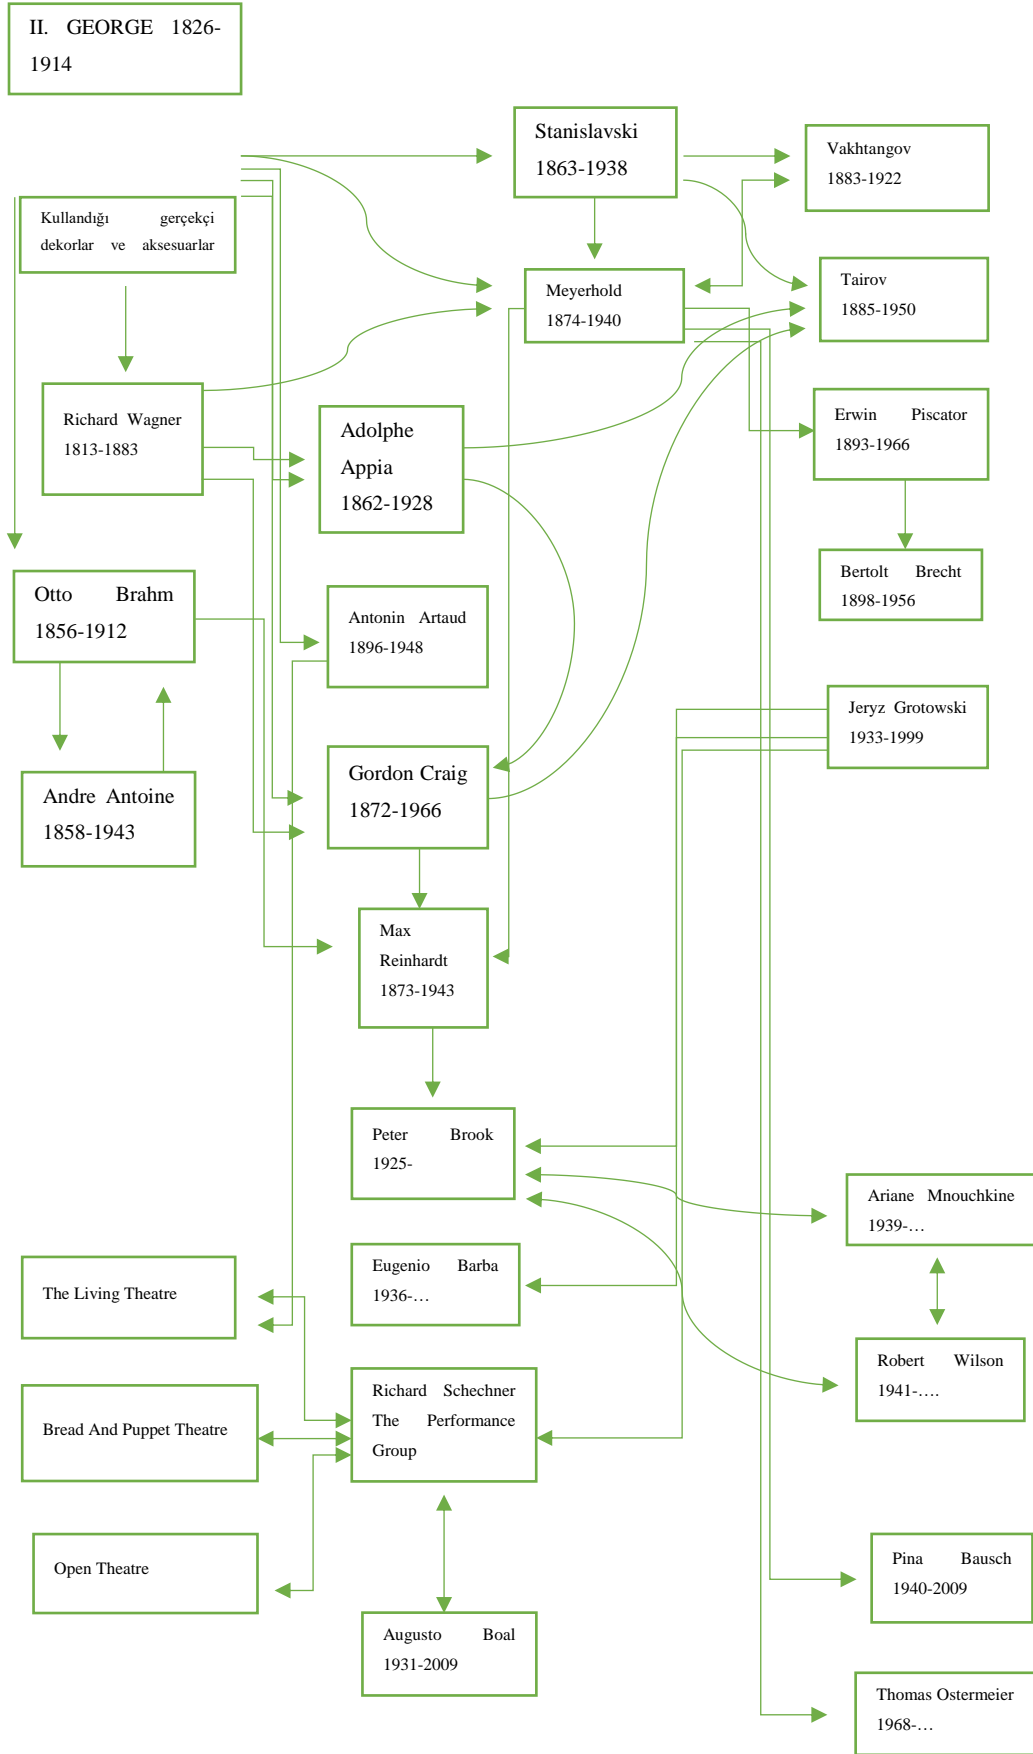 II. GEORGE 1826-
1914
Stanislavski
1863-1938
Vakhtangov
1883-1922
Kullandığı gerçekçi
dekorlar ve aksesuarlar
Meyerhold
1874-1940
Tairov
1885-1950
Richard Wagner
1813-1883
Adolphe
Appia
1862-1928
Erwin Piscator
1893-1966
Otto Brahm
1856-1912
Antonin Artaud
1896-1948
Bertolt Brecht
1898-1956
Jeryz Grotowski
1933-1999
Andre Antoine
1858-1943
Gordon Craig
1872-1966
Max
Reinhardt
1873-1943
Peter Brook
1925-
Ariane Mnouchkine
1939-…
Eugenio Barba
1936-…
The Living Theatre
Robert Wilson
1941-….
Richard Schechner
The Performance
Group
Bread And Puppet Theatre
Open Theatre
Pina Bausch
1940-2009
Augusto Boal
1931-2009
Thomas Ostermeier
1968-…